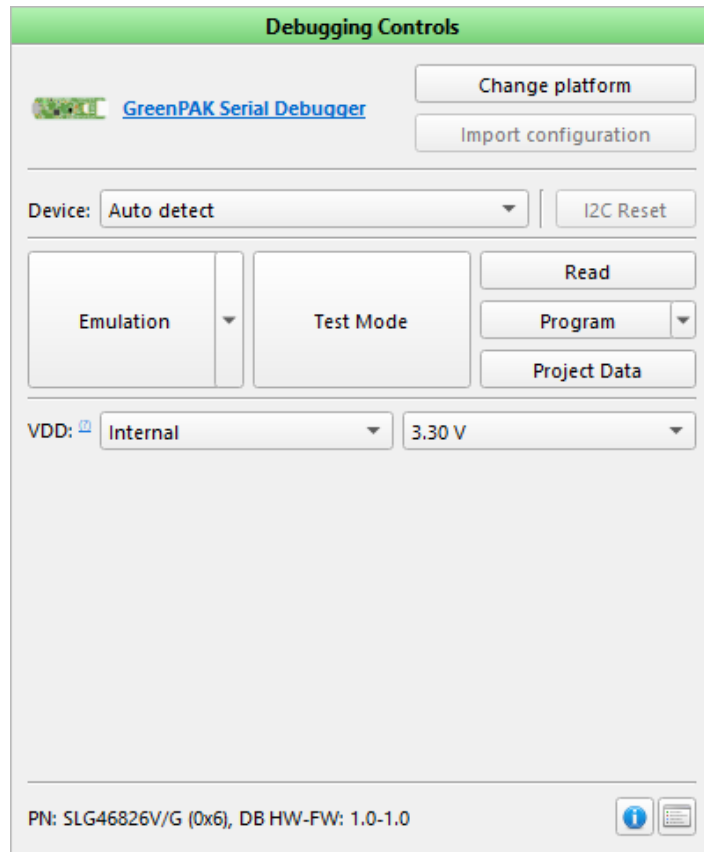 Debugging Controls
GreenPAK Serial Debugger
Change platform
Import configuration
Device: Auto detect
I2C Reset
Emulation
Test Mode
Read
Program
Project Data
VDD: (?) Internal
3.30 V
PN: SLG46826V/G (0x6), DB HW-FW: 1.0-1.0